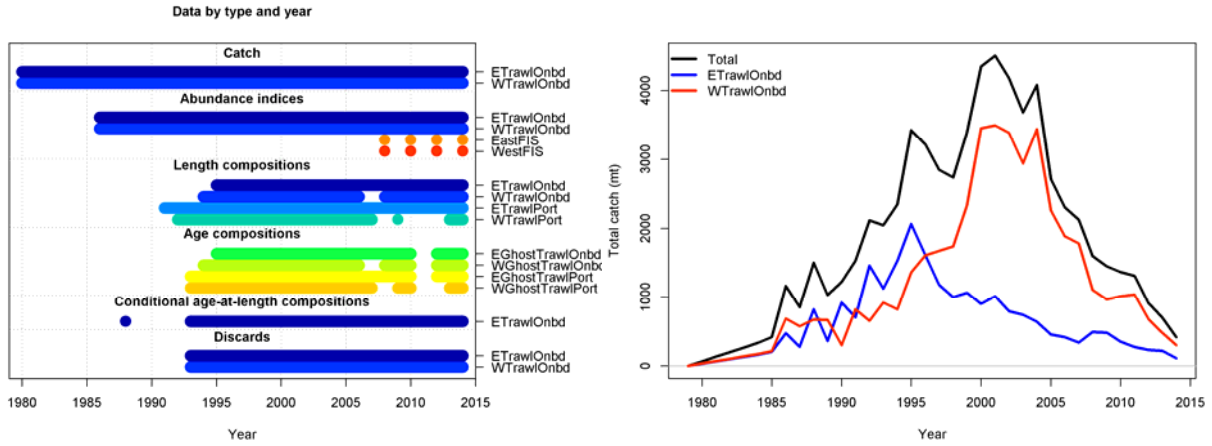 Data by type and year
Catch
ETrawlOnbd
WTrawlOnbd
Abundance indices
ETrawlOnbd
WTrawlOnbd
EastFIS
WestFIS
Length compositions
ETrawlOnbd
WTrawlOnbd
ETrawlPort
WTrawlPort
Age compositions
EGhostTrawlOnbd
WGhostTrawlOnbd
EGhostTrawlPort
WGhostTrawlPort
Conditional age-at-length compositions
ETrawlOnbd
Discards
ETrawlOnbd
WTrawlOnbd
1980 1985 1990 1995 2000 2005 2010 2015
Year
Total
ETrawlOnbd
WTrawlOnbd
Total catch (mt)
4000
3000
2000
1000
0
1980 1985 1990 1995 2000 2005 2010 2015
Year